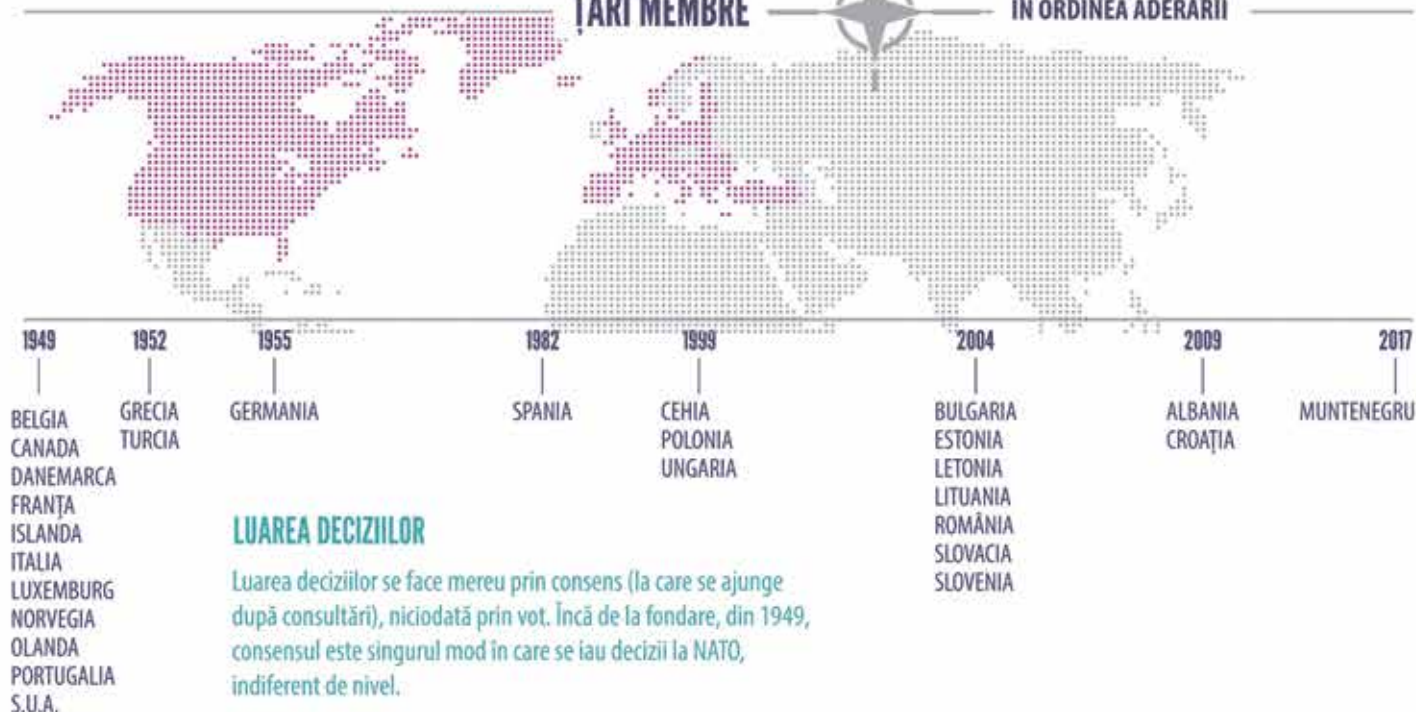 ȚĂRI MEMBRE
ÎN ORDINEA ADERĂRII
1949
BELGIA
CANADA
DANEMARCA
FRANȚA
ISLANDA
ITALIA
LUXEMBURG
NORVEGIA
OLANDA
PORTUGALIA
S.U.A.
1952
GRECIA
TURCIA
1955
GERMANIA
1982
SPANIA
1999
CEHIA
POLONIA
UNGARIA
2004
BULGARIA
ESTONIA
LETONIA
LITUANIA
ROMÂNIA
SLOVACIA
SLOVENIA
2009
ALBANIA
CROAȚIA
2017
MUNTENEGRU
LUAREA DECIZIILOR
Luarea deciziilor se face mereu prin consens (la care se ajunge
după consultări), niciodată prin vot. Încă de la fondare, din 1949,
consensul este singurul mod în care se iau decizii la NATO,
indiferent de nivel.